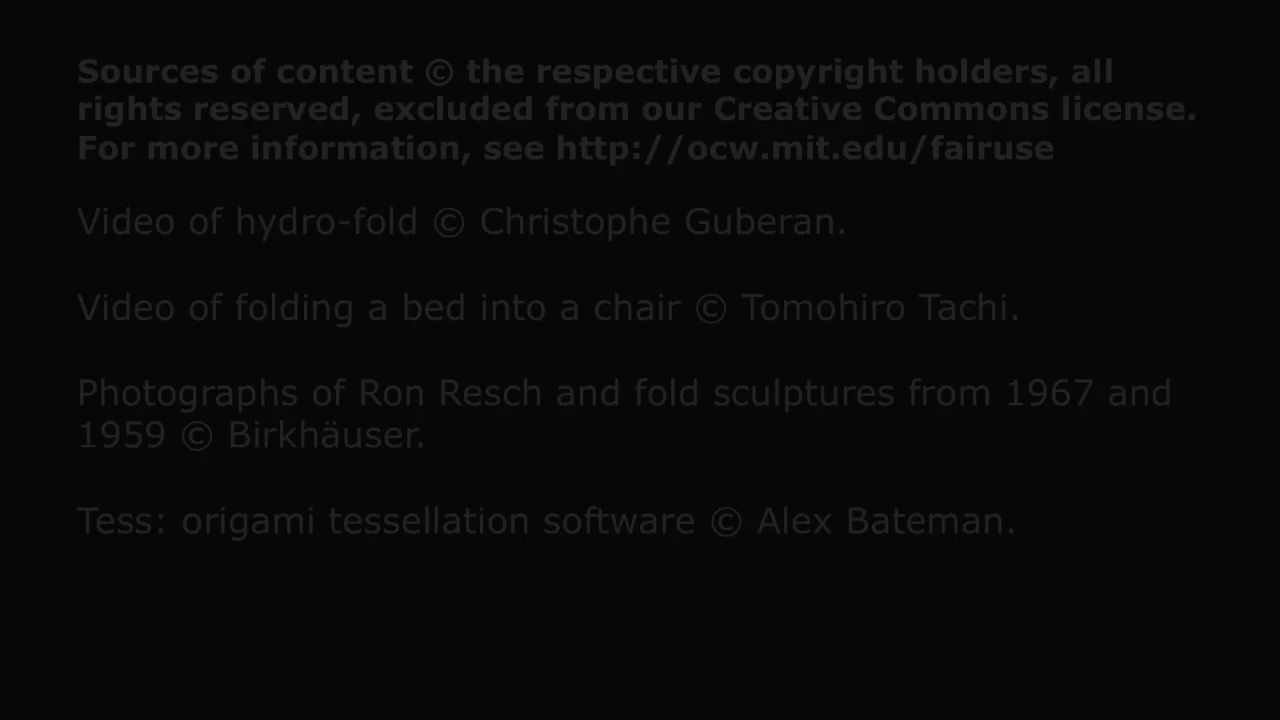 Sources of content © the respective copyright holders, all
rights reserved, excluded from our Creative Commons license.
For more information, see http://ocw.mit.edu/fairuse
Video of hydro-fold © Christophe Guberan.
Video of folding a bed into a chair © Tomohiro Tachi.
Photographs of Ron Resch and fold sculptures from 1967 and
1959 © Birkhäuser.
Tess: origami tessellation software © Alex Bateman.